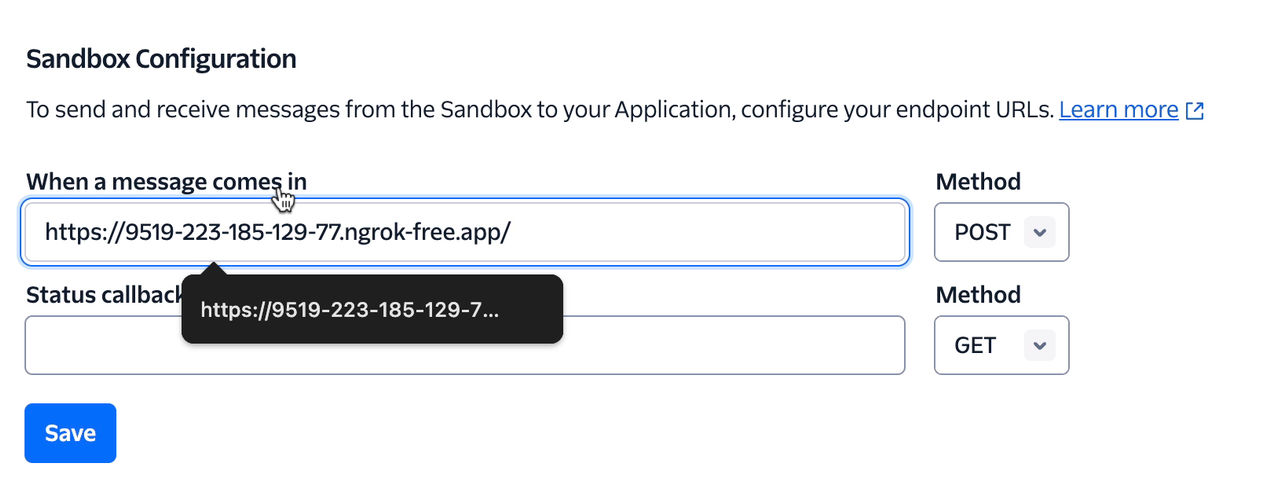 Sandbox Configuration
To send and receive messages from the Sandbox to your Application, configure your endpoint URLs. Learn more
When a message comes in
Method
https://9519-223-185-129-77.ngrok-free.app/
POST
https://9519-223-185-129-7...
Status callback
Method
GET
Save